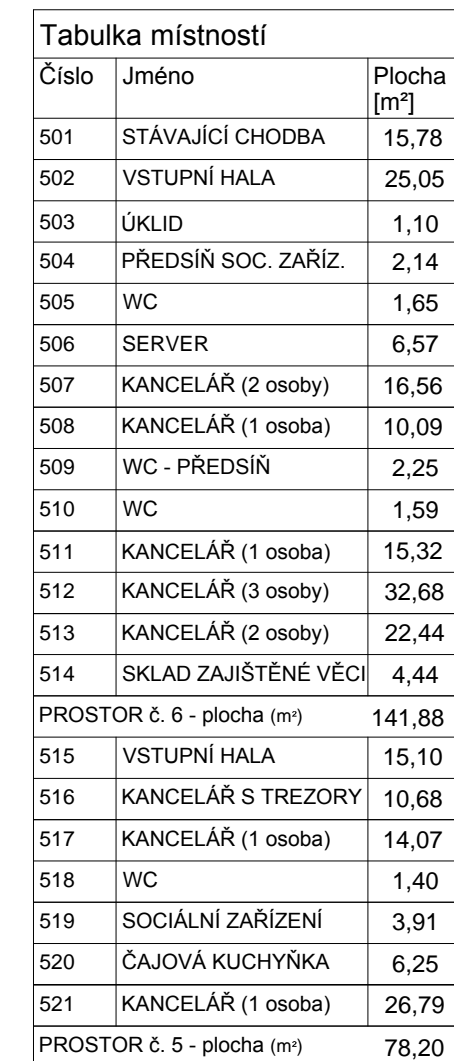 Tabulka místností
Číslo Jméno Plocha
[m²]
501 STÁVAJÍCÍ CHODBA 15,78
502 VSTUPNÍ HALA 25,05
503 ÚKLID 1,10
504 PŘEDSÍŇ SOC. ZAŘÍZ. 2,14
505 WC 1,65
506 SERVER 6,57
507 KANCELÁŘ (2 osoby) 16,56
508 KANCELÁŘ (1 osoba) 10,09
509 WC - PŘEDSÍŇ 2,25
510 WC 1,59
511 KANCELÁŘ (1 osoba) 15,32
512 KANCELÁŘ (3 osoby) 32,68
513 KANCELÁŘ (2 osoby) 22,44
514 SKLAD ZAJIŠTĚNÉ VĚCI 4,44
PROSTOR č. 6 - plocha (m²) 141,88
515 VSTUPNÍ HALA 15,10
516 KANCELÁŘ S TREZORY 10,68
517 KANCELÁŘ (1 osoba) 14,07
518 WC 1,40
519 SOCIÁLNÍ ZAŘÍZENÍ 3,91
520 ČAJOVÁ KUCHYŇKA 6,25
521 KANCELÁŘ (1 osoba) 26,79
PROSTOR č. 5 - plocha (m²) 78,20